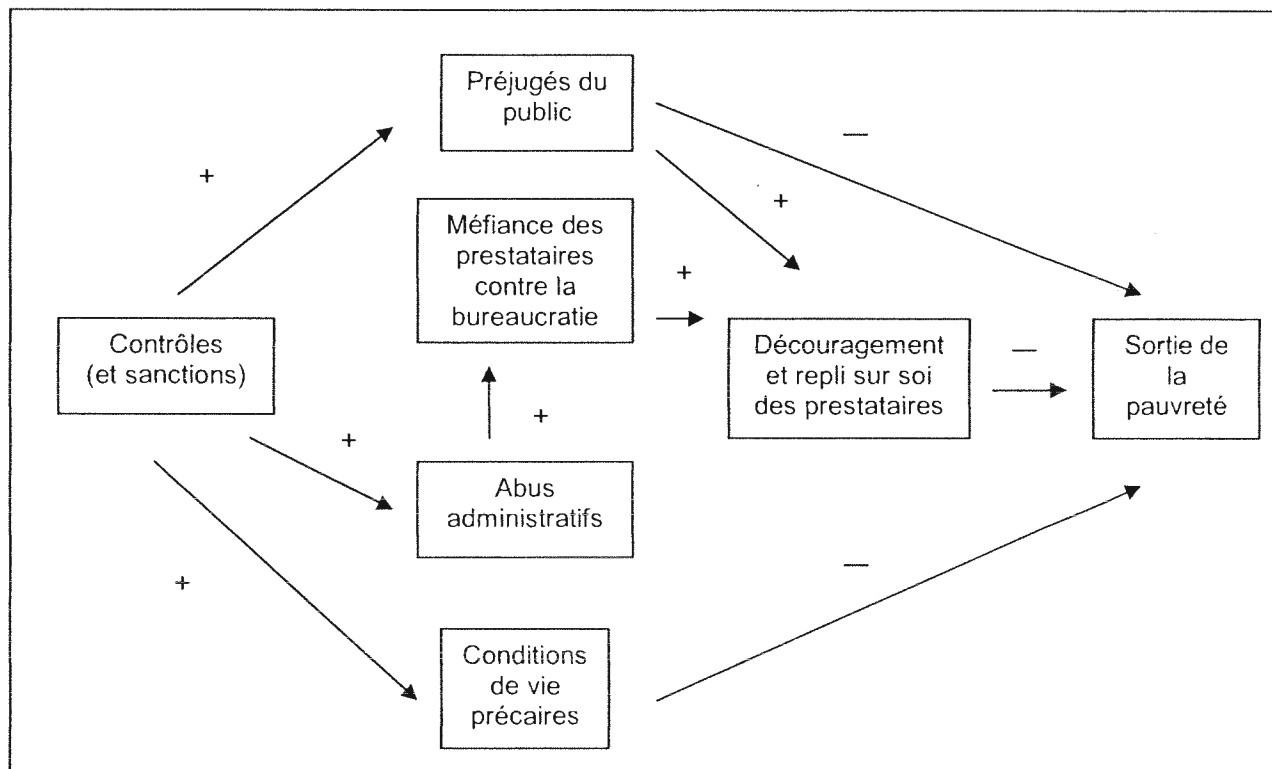 Préjugés du
public
—
+
+
Méfiance des
prestataires
contre la
bureaucratie
+
Contrôles
(et sanctions)
Découragement
et repli sur soi
des prestataires
—
Sortie de
la
pauvreté
+
+
Abus
administratifs
+
—
Conditions
de vie
précaires